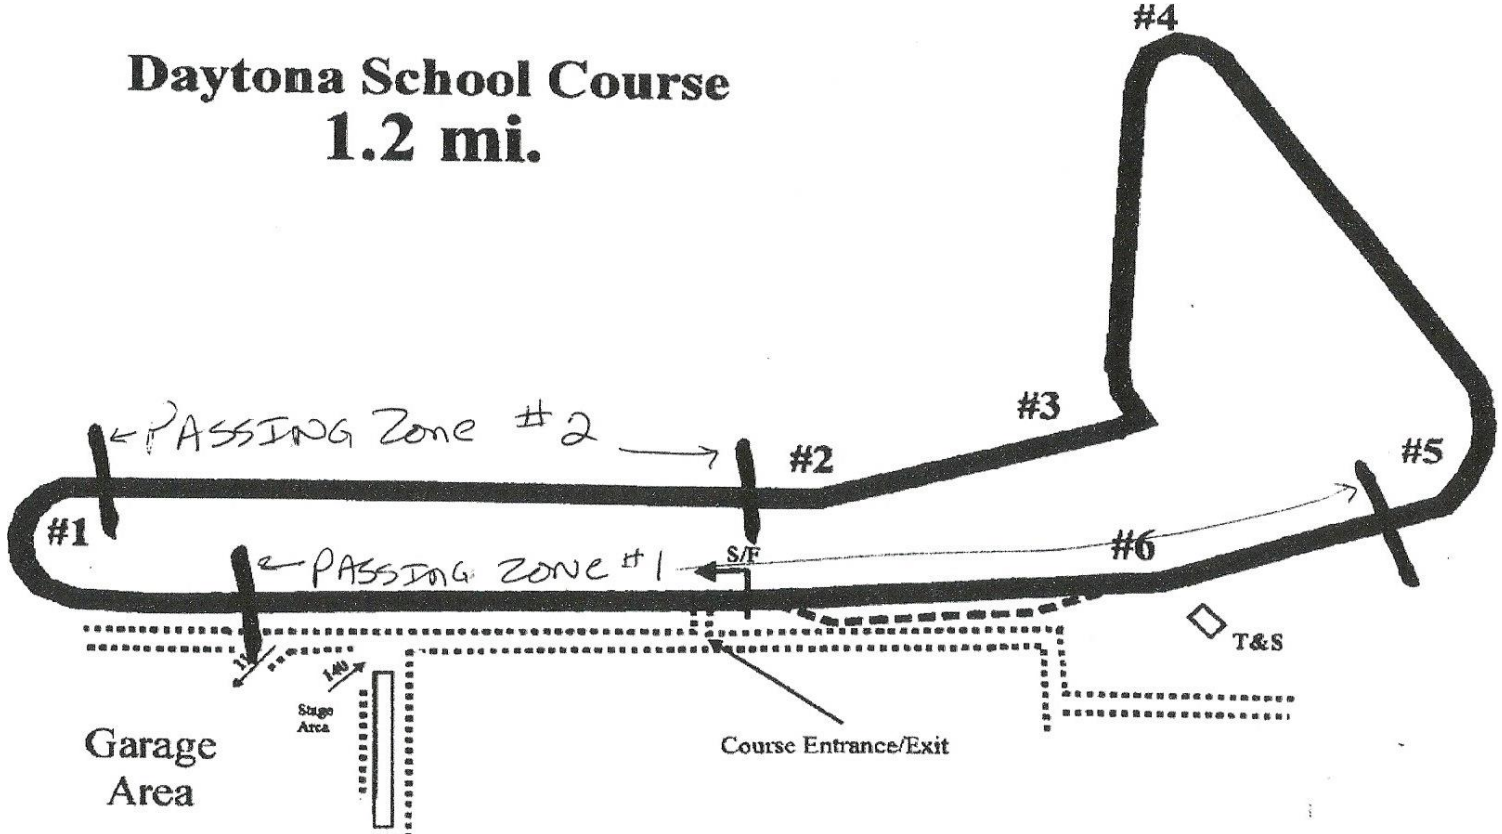 #4
Daytona School Course
1.2 mi.
#3
PASSING Zone #2
#2
#5
#1
S/F
#6
PASSING ZONE #1
T&S
140
Stage
Area
Garage
Area
Course Entrance/Exit